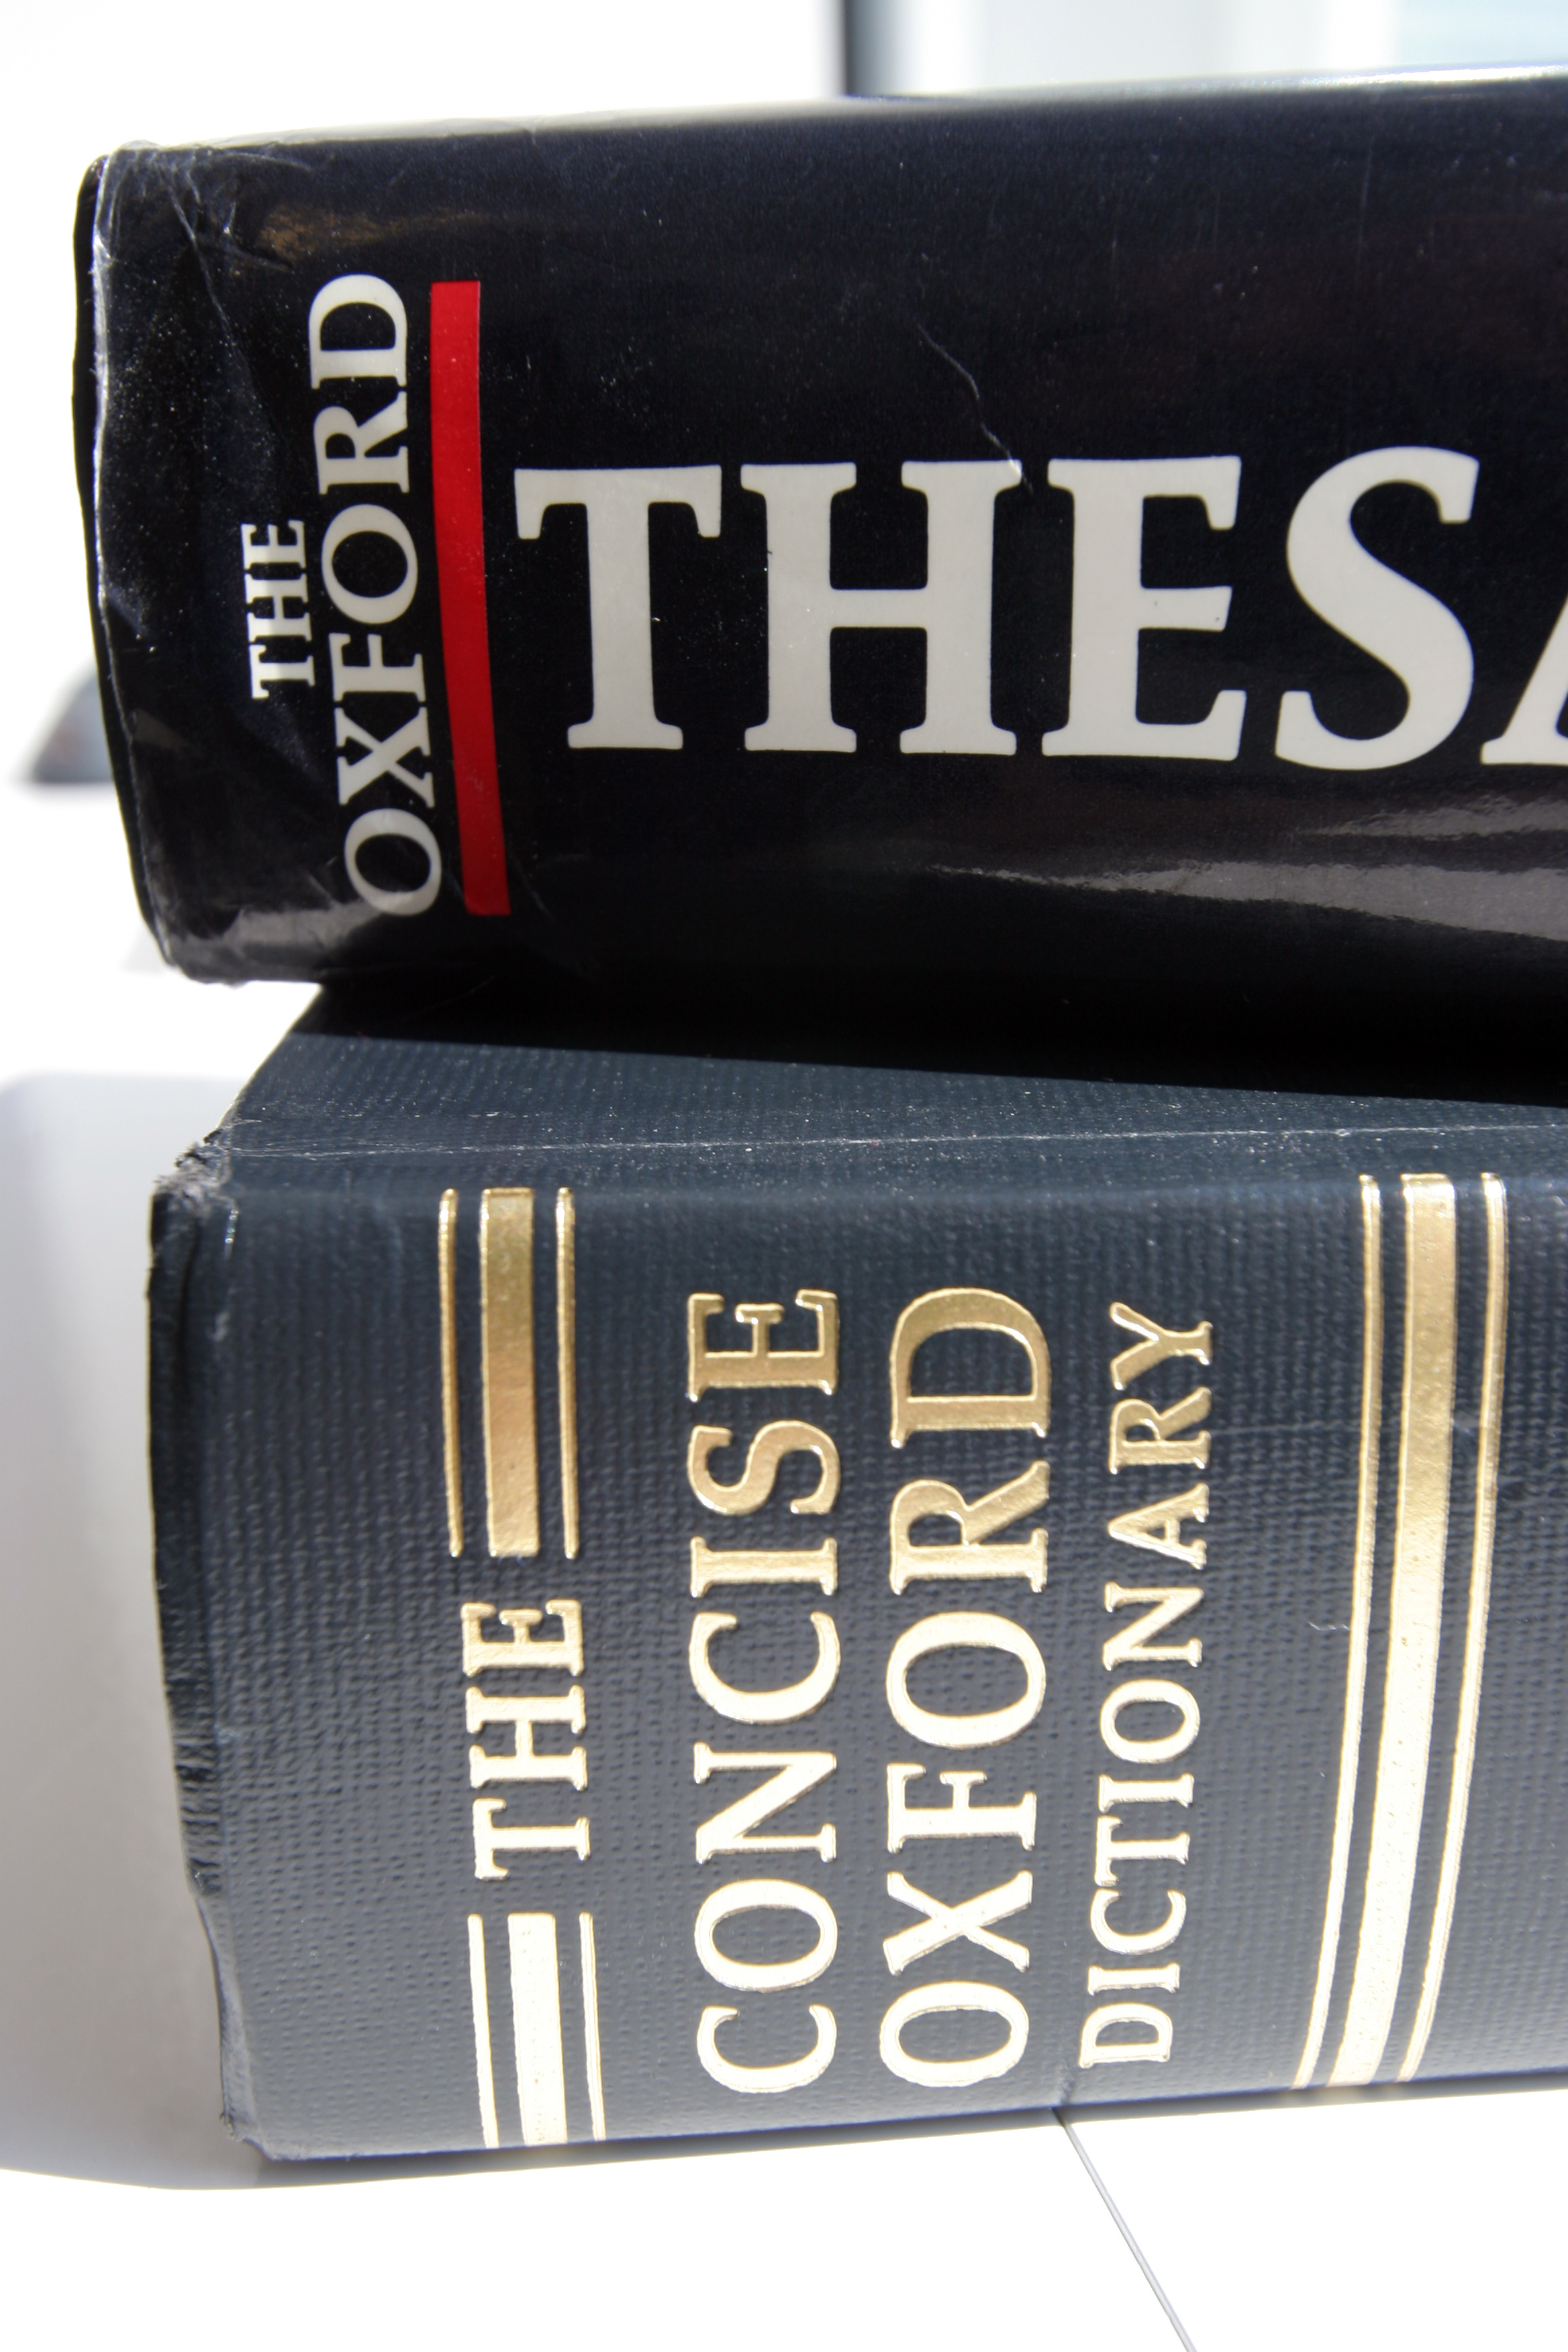 THE
OXFORD
THESA
THE
CONCISE
OXFORD
DICTIONARY